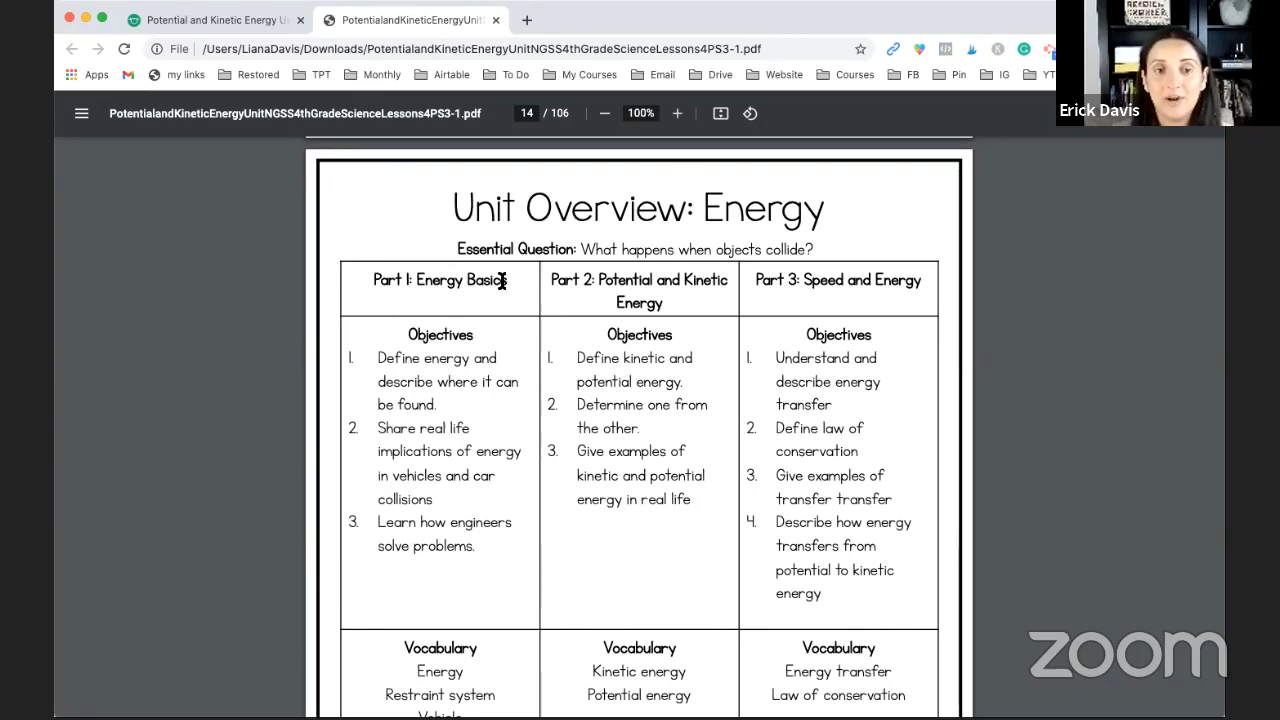 Potential and Kinetic Energy U
PotentialandKineticEnergyUnit
File
/Users/LianaDavis/Downloads/PotentialandKineticEnergyUnitNGSS4thGradeScienceLessons4PS3-1.pdf
Apps
my links
Restored
TPT
Monthly
Airtable
To Do
My Courses
Email
Drive
Website
Courses
FB
Pin
IG
YT
Erick Davis
PotentialandKineticEnergyUnitNGSS4thGradeScienceLessons4PS3-1.pdf
14 / 106
100%
Unit Overview: Energy
Essential Question: What happens when objects collide?
Part 1: Energy Basics
Objectives
1. Define energy and
describe where it can
be found.
2. Share real life
implications of energy
in vehicles and car
collisions
3. Learn how engineers
solve problems.
Vocabulary
Energy
Restraint system
Vehicle
Part 2: Potential and Kinetic
Energy
Objectives
1. Define kinetic and
potential energy.
2. Determine one from
the other.
3. Give examples of
kinetic and potential
energy in real life
Vocabulary
Kinetic energy
Potential energy
Part 3: Speed and Energy
Objectives
1. Understand and
describe energy
transfer
2. Define law of
conservation
3. Give examples of
transfer transfer
4. Describe how energy
transfers from
potential to kinetic
energy
Vocabulary
Energy transfer
Law of conservation
zoom